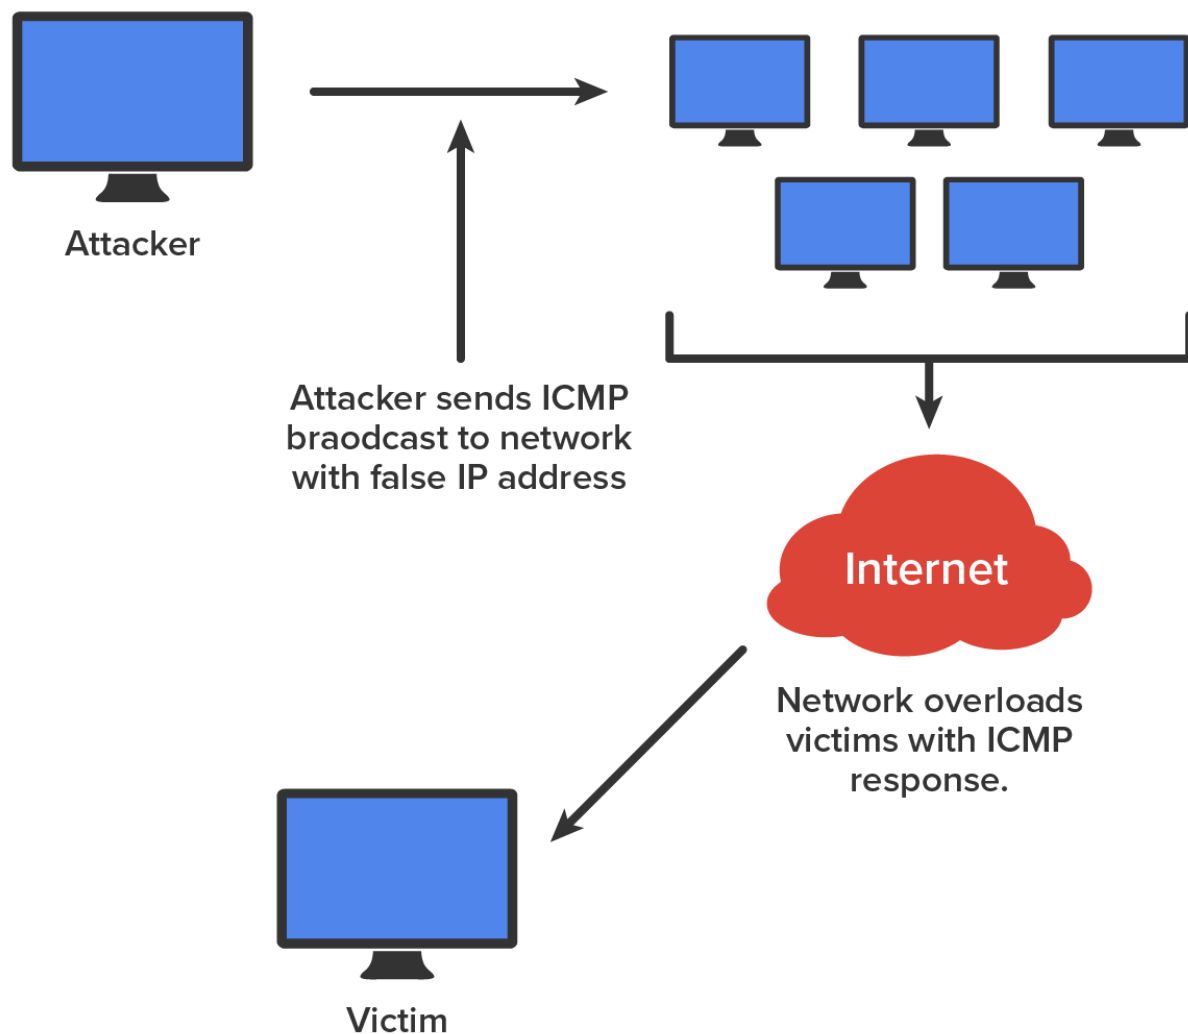 Attacker
Attacker sends ICMP
braodcast to network
with false IP address
Internet
Network overloads
victims with ICMP
response.
Victim